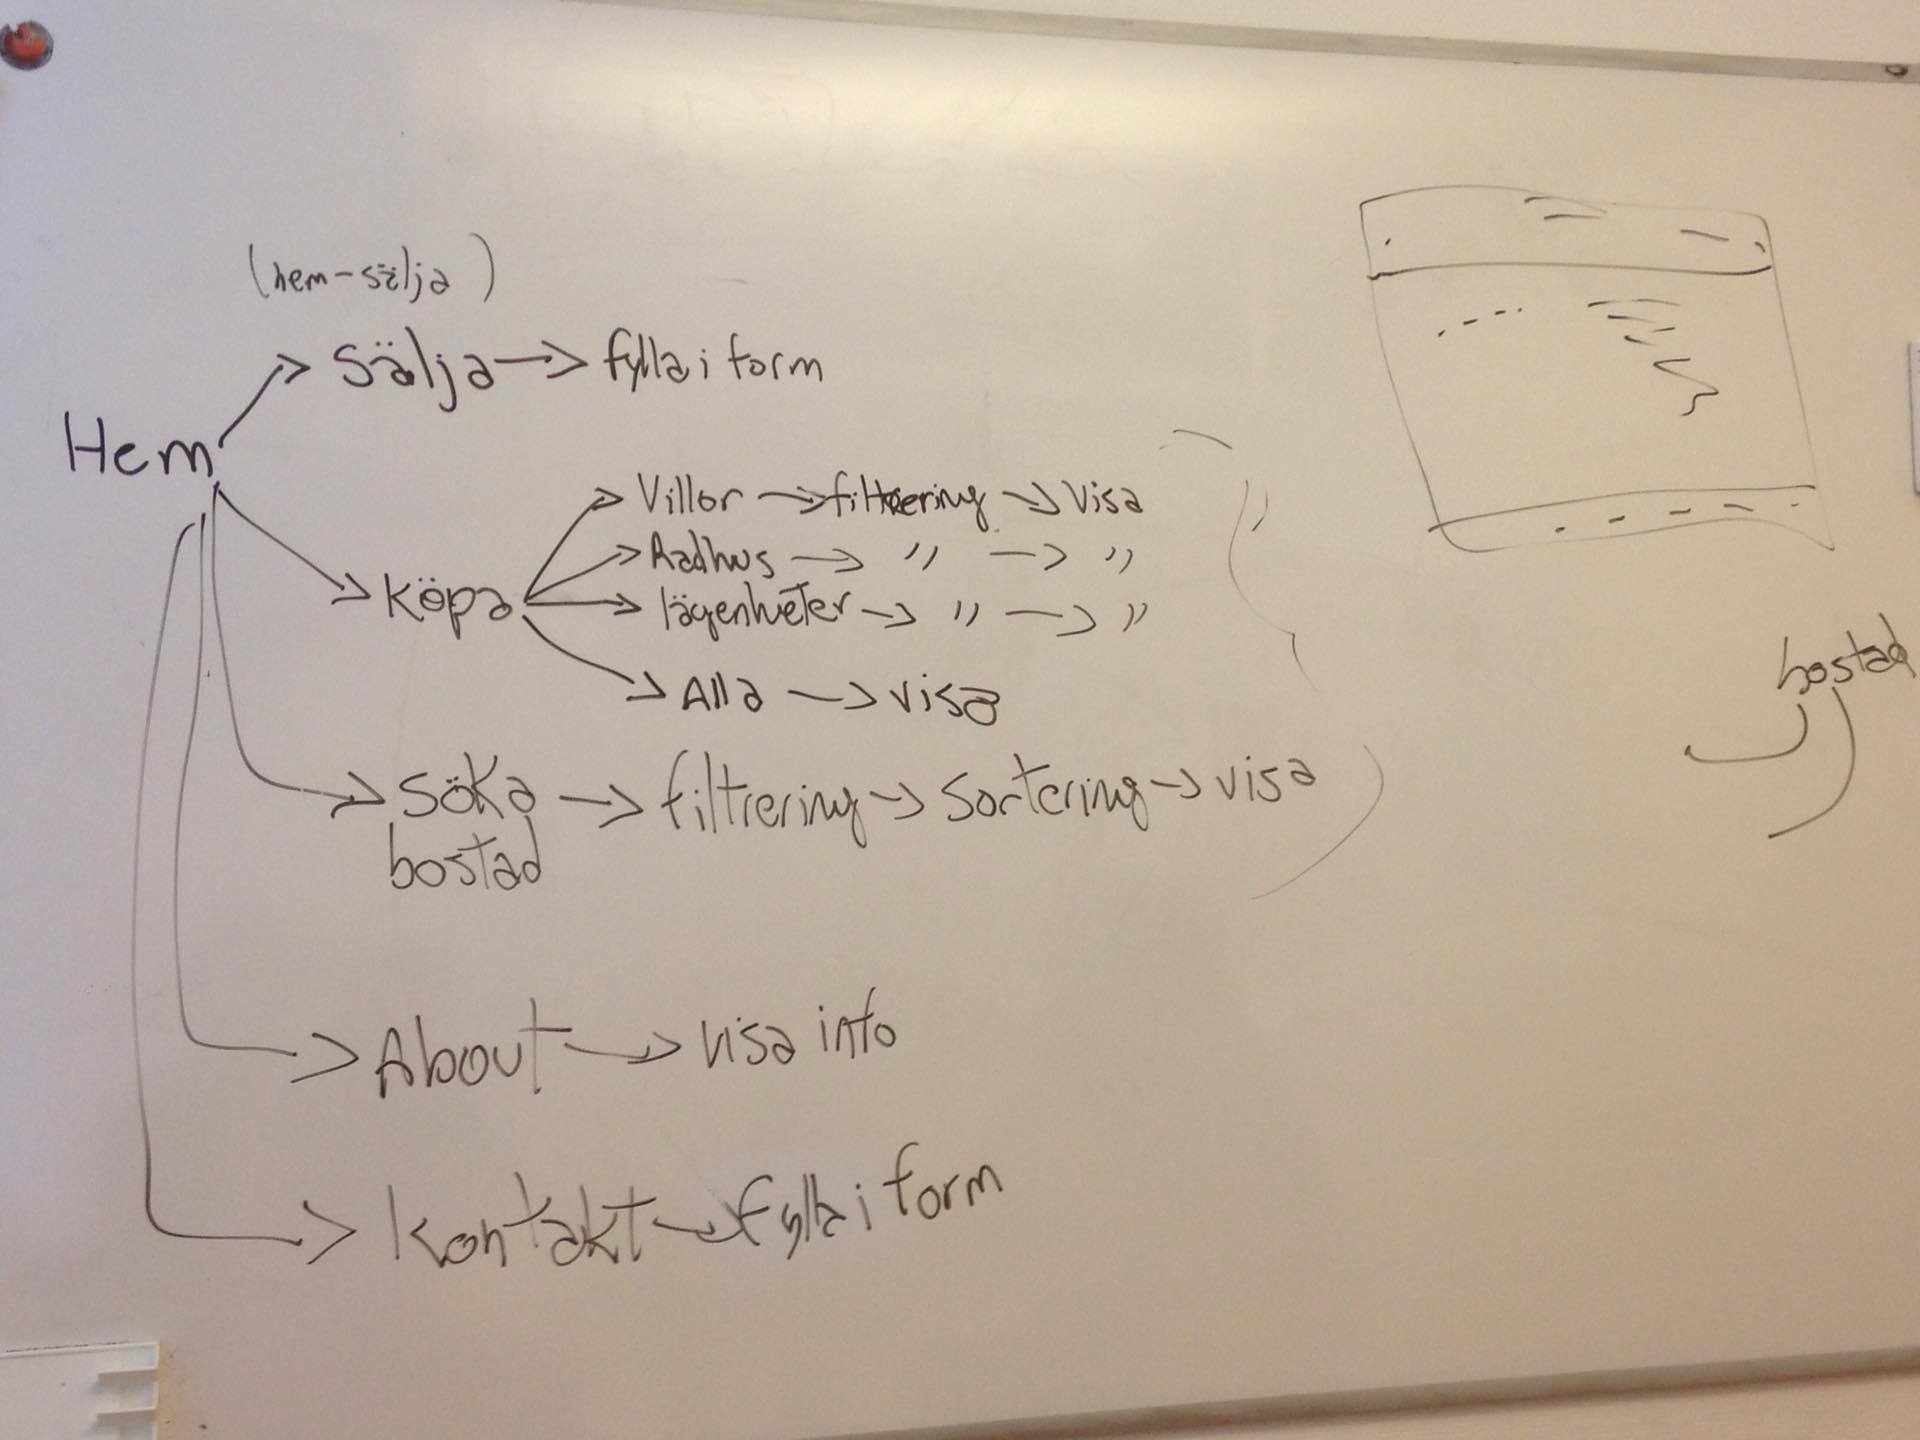 (hem-sälja)
Sälja → fylla i form
Hem
Villor → filtrering → Visa
Radhus → " → "
Köpa
lägenheter → " → "
Alla → visa
bostad
Söka → filtrering → Sortering → visa
bostad
About → visa info
Kontakt → fylla i form